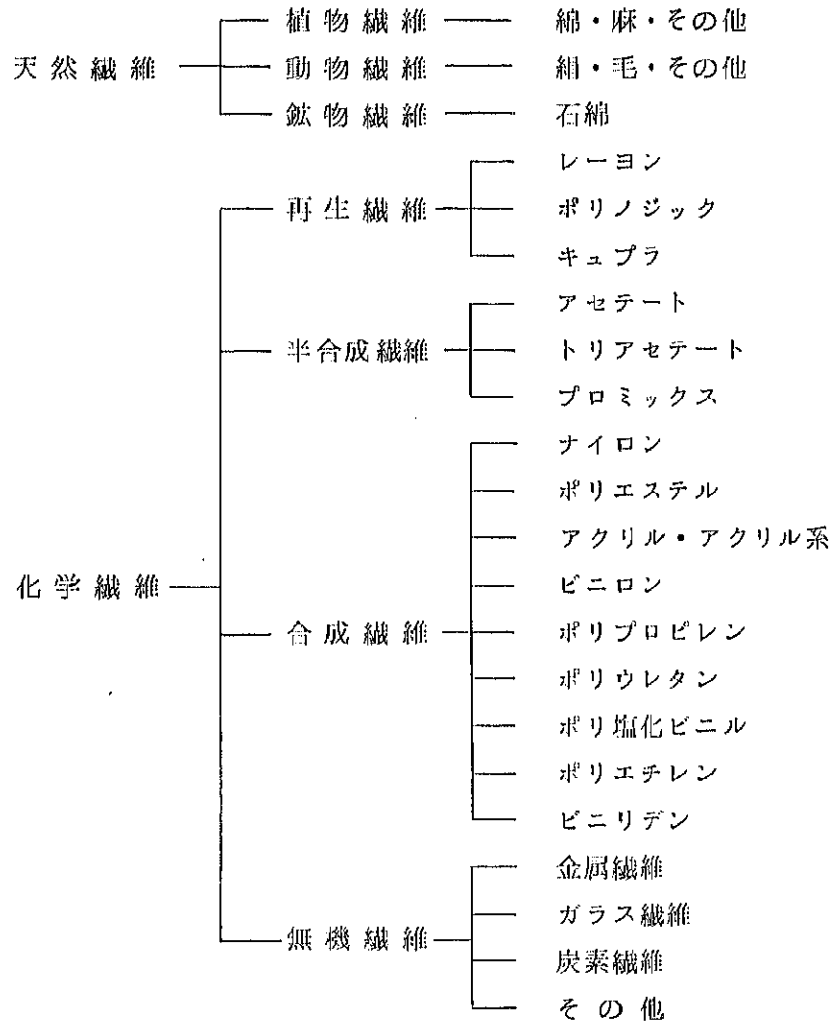 植物繊維 綿・麻・その他
天然繊維 動物繊維 絹・毛・その他
鉱物繊維 石綿
レーヨン
再生繊維 ポリノジック
キュプラ
アセテート
半合成繊維 トリアセテート
プロミックス
ナイロン
ポリエステル
アクリル・アクリル系
化学繊維 ビニロン
合成繊維 ポリプロピレン
ポリウレタン
ポリ塩化ビニル
ポリエチレン
ビニリデン
金属繊維
ガラス繊維
無機繊維 炭素繊維
その他